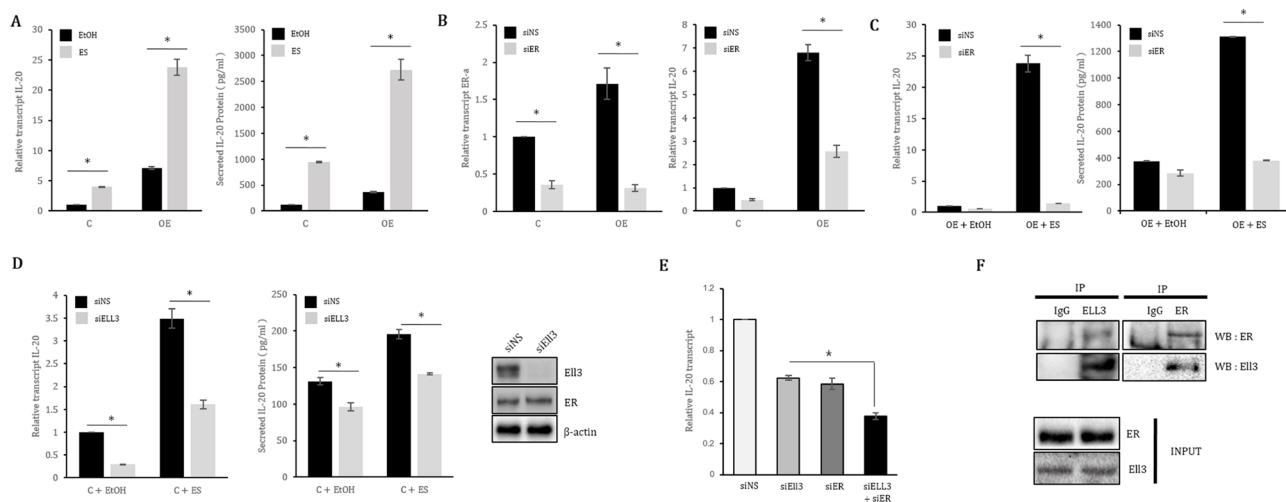 A
EtOH
ES
Relative transcript IL-20
30
25
20
15
10
5
0
*
*
C
OE
Secreted IL-20 Protein ( pg/ml )
3500
3000
2500
2000
1500
1000
500
0
EtOH
ES
*
*
C
OE
B
siNS
siER
Relative transcript ER-a
2.5
2
1.5
1
0.5
0
*
*
C
OE
siNS
siER
Relative transcript IL-20
8
7
6
5
4
3
2
1
0
*
C
OE
C
siNS
siER
Relative transcript IL-20
30
25
20
15
10
5
0
*
OE + EtOH
OE + ES
siNS
siER
Secreted IL-20 Protein (pg/ml)
1400
1200
1000
800
600
400
200
0
*
OE + EtOH
OE + ES
D
siNS
siELL3
Relative transcript IL-20
4
3.5
3
2.5
2
1.5
1
0.5
0
*
*
C + EtOH
C + ES
siNS
siELL3
Secreted IL-20 Protein ( pg/ml )
250
200
150
100
50
0
*
*
C + EtOH
C + ES
siNS
siEll3
Ell3
ER
β-actin
E
Relative IL-20 transcript
1.2
1
0.8
0.6
0.4
0.2
0
*
siNS
siEll3
siER
siELL3
+ siER
F
IP
IP
IgG ELL3
IgG ER
WB : ER
WB : Ell3
ER
Ell3
INPUT